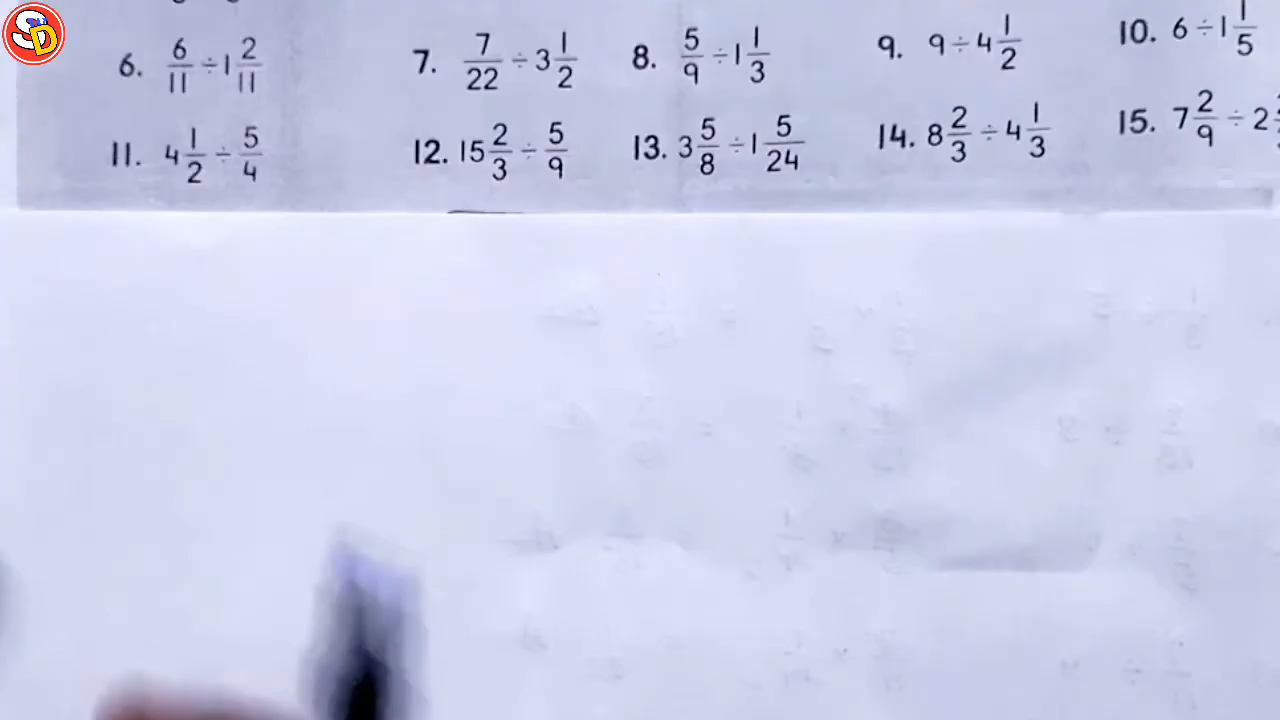 SD
6. 6/11 ÷ 1 2/11 7. 7/22 ÷ 3 1/2 8. 5/9 ÷ 1 1/3 9. 9 ÷ 4 1/2 10. 6 ÷ 1 1/5
11. 4 1/2 ÷ 5/4 12. 15 2/3 ÷ 5/9 13. 3 5/8 ÷ 1 5/24 14. 8 2/3 ÷ 4 1/3 15. 7 2/9 ÷ 2